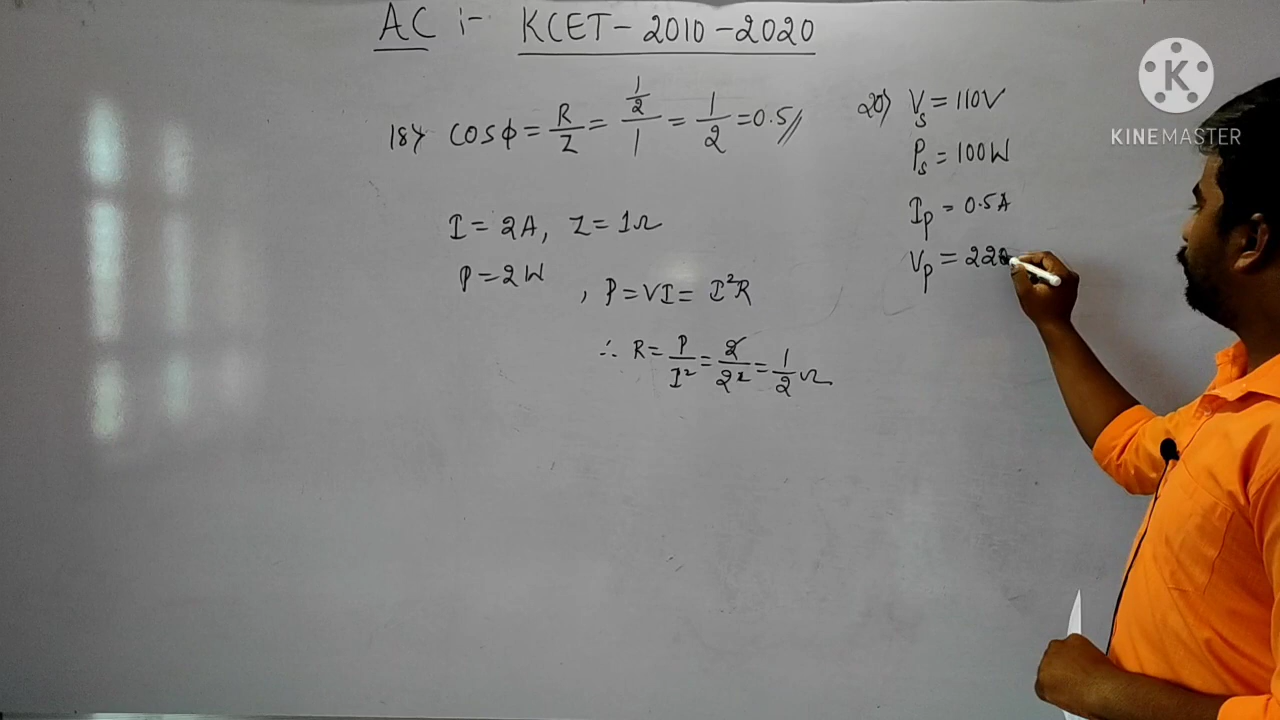 AC :- KCET-2010-2020
18) cosϕ = R/Z = (1/2)/1 = 1/2 = 0.5//
I = 2A, Z = 1Ω
P = 2W
, P = VI = I²R
∴ R = P/I² = 2/2² = 1/2 Ω
20) Vs = 110V
Ps = 100W
Ip = 0.5A
Vp = 220
K
KINEMASTER